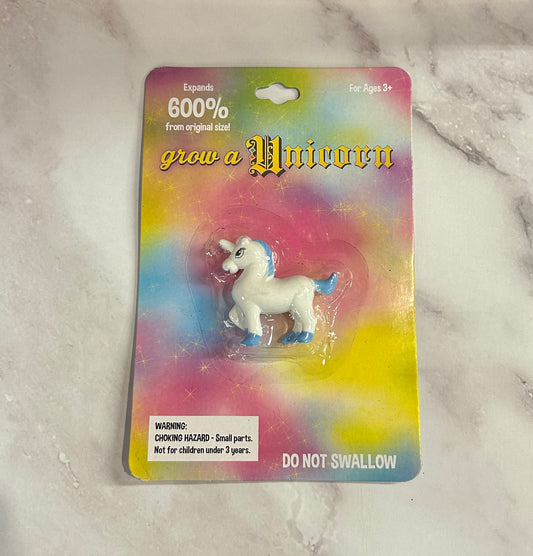 Expands
600%
from original size!
For Ages 3+
grow a Unicorn
WARNING:
CHOKING HAZARD - Small parts.
Not for children under 3 years.
DO NOT SWALLOW